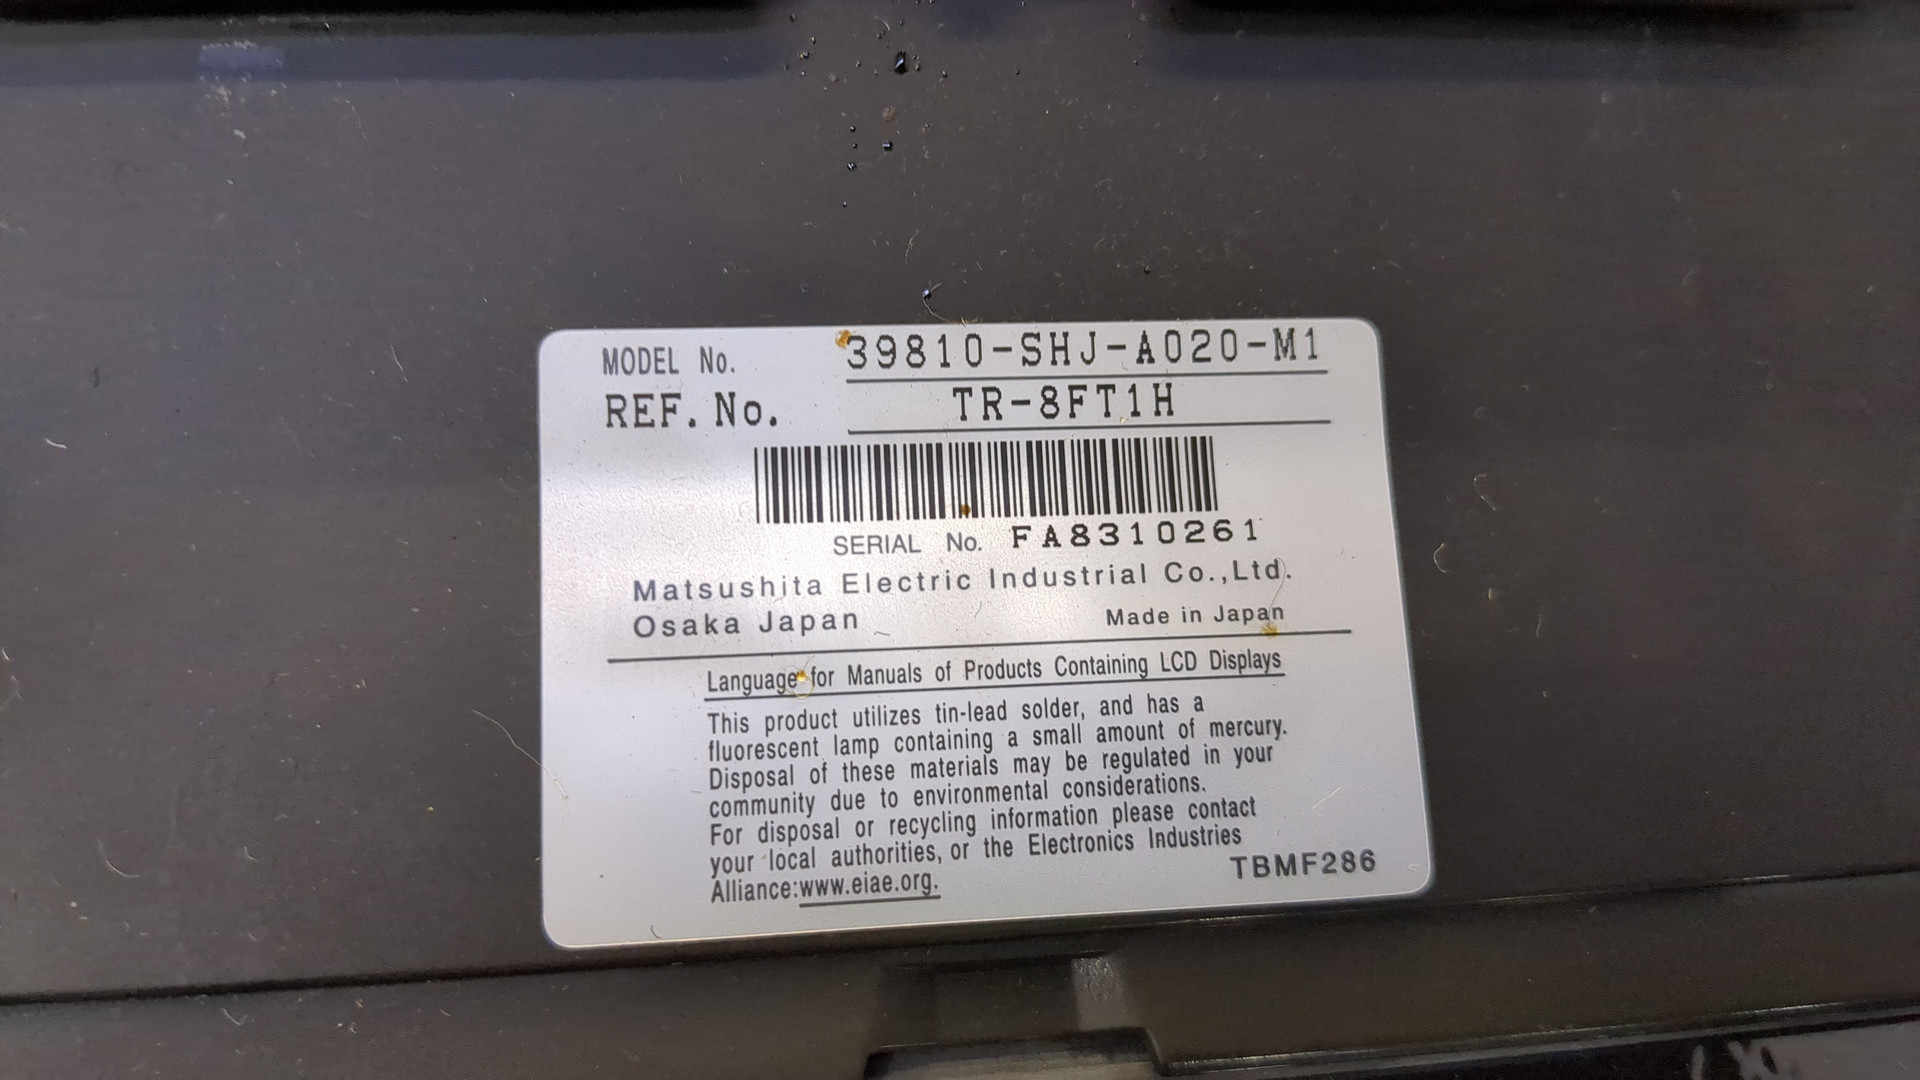 MODEL No. 39810-SHJ-A020-M1
REF. No. TR-8FT1H
SERIAL No. FA8310261
Matsushita Electric Industrial Co.,Ltd.
Osaka Japan Made in Japan
Language for Manuals of Products Containing LCD Displays
This product utilizes tin-lead solder, and has a
fluorescent lamp containing a small amount of mercury.
Disposal of these materials may be regulated in your
community due to environmental considerations.
For disposal or recycling information please contact
your local authorities, or the Electronics Industries
Alliance:www.eiae.org.
TBMF286